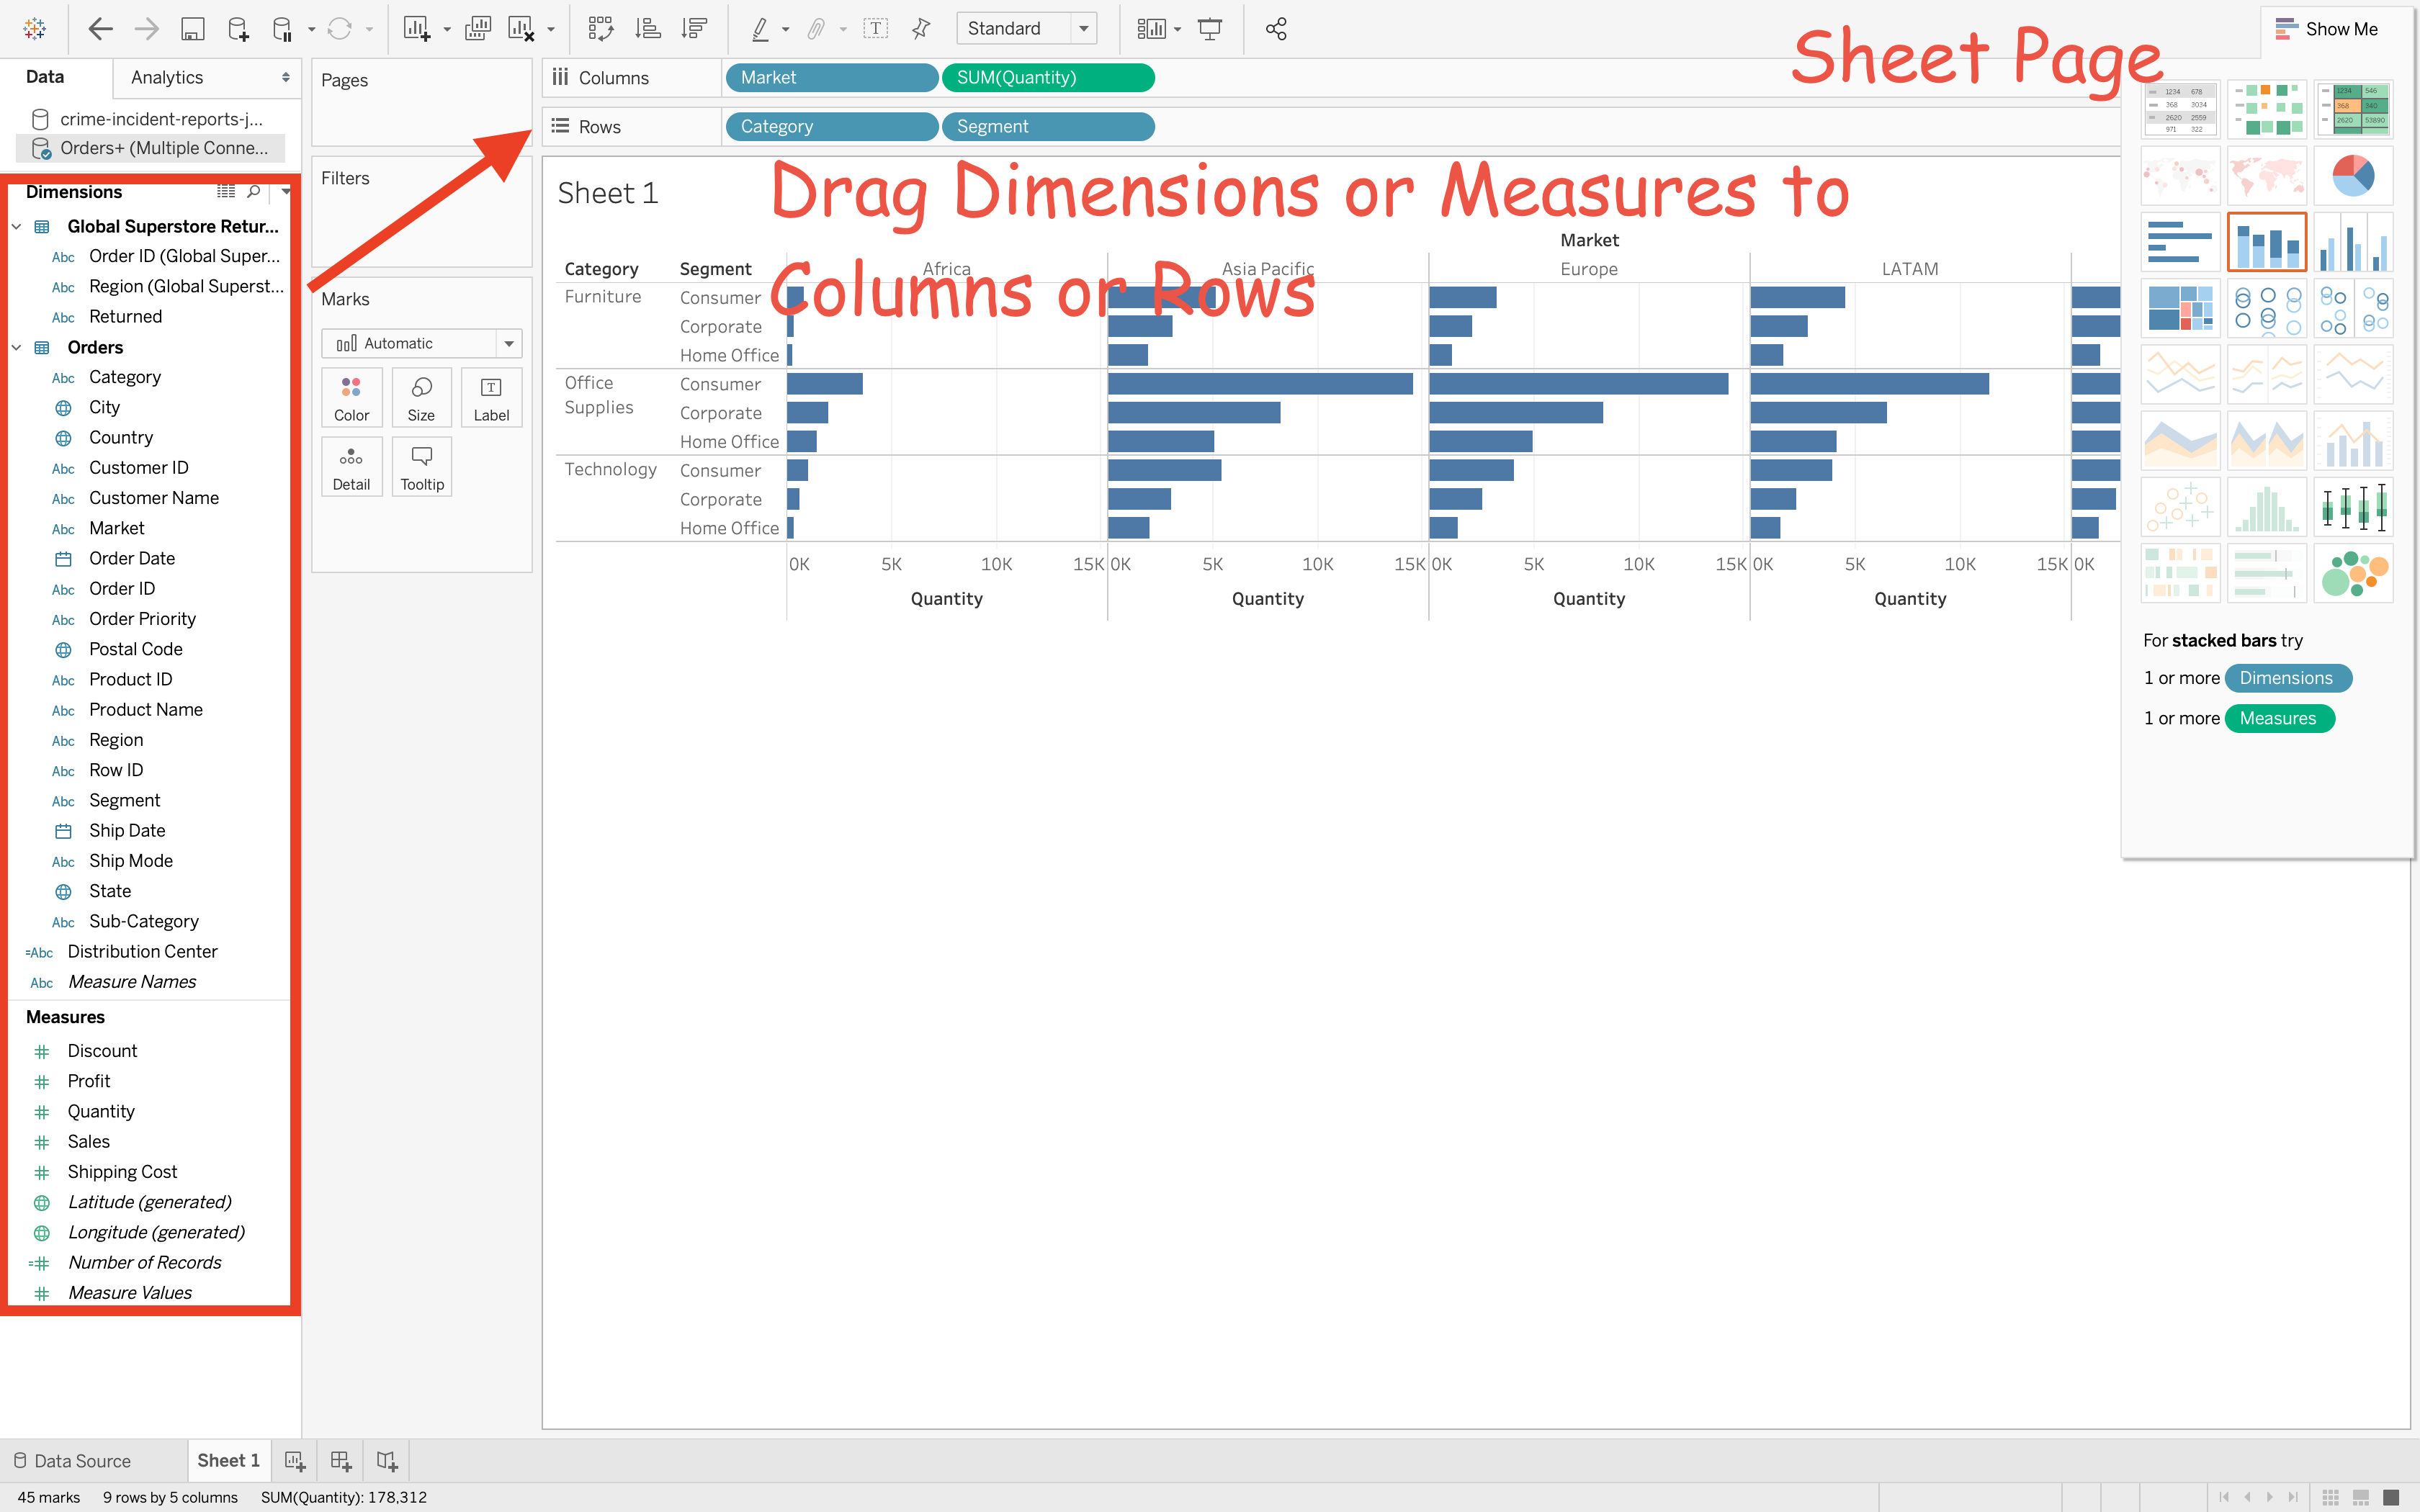 Standard
Show Me
Sheet Page
Data
Analytics
crime-incident-reports-j...
Orders+ (Multiple Conne...
Dimensions
Global Superstore Retur...
Abc Order ID (Global Super...
Abc Region (Global Superst...
Abc Returned
Orders
Abc Category
City
Country
Abc Customer ID
Abc Customer Name
Abc Market
Order Date
Abc Order ID
Abc Order Priority
Postal Code
Abc Product ID
Abc Product Name
Abc Region
Abc Row ID
Abc Segment
Ship Date
Abc Ship Mode
State
Abc Sub-Category
=Abc Distribution Center
Abc Measure Names
Measures
# Discount
# Profit
# Quantity
# Sales
# Shipping Cost
Latitude (generated)
Longitude (generated)
=# Number of Records
# Measure Values
Pages
Filters
Marks
Automatic
Color Size Label
Detail Tooltip
Columns Market SUM(Quantity)
Rows Category Segment
Sheet 1
Drag Dimensions or Measures to
Columns or Rows
Market
Category Segment Africa Asia Pacific Europe LATAM
Furniture Consumer
Corporate
Home Office
Office Supplies Consumer
Corporate
Home Office
Technology Consumer
Corporate
Home Office
0K 5K 10K 15K 0K 5K 10K 15K 0K 5K 10K 15K 0K 5K 10K 15K 0K
Quantity Quantity Quantity Quantity
1234 678
368 3034
2620 2559
971 322
1234 546
368 340
2620 53890
For stacked bars try
1 or more Dimensions
1 or more Measures
Data Source Sheet 1
45 marks 9 rows by 5 columns SUM(Quantity): 178,312